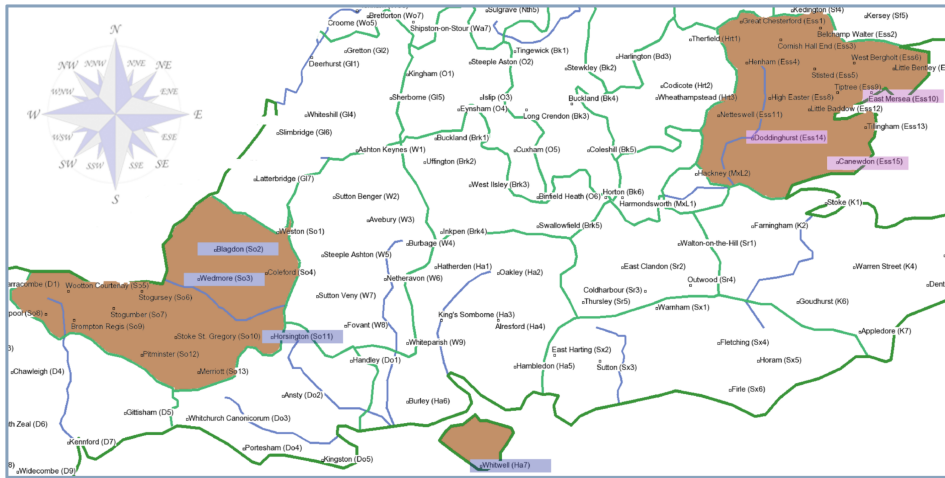 Croome (Wo5)
Bretforton (Wo7)
Shipston-on-Stour (Wa7)
Sulgrave (Nth5)
Kedington (Sf4)
Kersey (Sf5)
Great Chesterford (Ess1)
Belchamp Walter (Ess2)
Therfield (Hrt1)
Cornish Hall End (Ess3)
Gretton (Gl2)
Tingewick (Bk1)
Deerhurst (Gl1)
Steeple Aston (O2)
Harlington (Bd3)
Henham (Ess4)
West Bergholt (Ess6)
Stewkley (Bk2)
Stisted (Ess5)
Little Bentley (E
Kingham (O1)
Codicote (Hrt2)
Tiptree (Ess9)
Sherborne (Gl5)
Islip (O3)
Buckland (Bk4)
Wheathampstead (Hrt3)
High Easter (Ess8)
East Mersea (Ess10)
Eynsham (O4)
Little Baddow (Ess12)
Whiteshill (Gl4)
Long Crendon (Bk3)
Netteswell (Ess11)
Slimbridge (Gl6)
Tillingham (Ess13)
Buckland (Brk1)
Doddinghurst (Ess14)
Ashton Keynes (W1)
Cuxham (O5)
Coleshill (Bk5)
Uffington (Brk2)
Canewdon (Ess15)
Latterbridge (Gl7)
Hackney (MxL2)
West Ilsley (Brk3)
Sutton Benger (W2)
Binfield Heath (O6)
Horton (Bk6)
Harmondsworth (MxL1)
Stoke (K1)
Avebury (W3)
Swallowfield (Brk5)
Farningham (K2)
Weston (So1)
Inkpen (Brk4)
Burbage (W4)
Walton-on-the-Hill (Sr1)
Blagdon (So2)
Steeple Ashton (W5)
Hatherden (Ha1)
East Clandon (Sr2)
Warren Street (K4)
Coleford (So4)
Oakley (Ha2)
Wedmore (So3)
Netheravon (W6)
Outwood (Sr4)
arracombe (D1)
Wootton Courtenay (So5)
Dent
Coldharbour (Sr3)
Stogursey (So6)
Sutton Veny (W7)
Thursley (Sr5)
Goudhurst (K6)
Warnham (Sx1)
Stogumber (So7)
King's Somborne (Ha3)
Brompton Regis (So9)
Fovant (W8)
Alresford (Ha4)
Appledore (K7)
Stoke St. Gregory (So10)
Horsington (So11)
Whiteparish (W9)
Fletching (Sx4)
Pitminster (So12)
East Harting (Sx2)
Handley (Do1)
Horam (Sx5)
Chawleigh (D4)
Merriott (So13)
Hambledon (Ha5)
Sutton (Sx3)
Firle (Sx6)
Ansty (Do2)
Burley (Ha6)
Gittisham (D5)
Whitchurch Canonicorum (Do3)
th Zeal (D6)
Kennford (D7)
Portesham (Do4)
Kingston (Do5)
Whitwell (Ha7)
Widecombe (D9)
N
NNW
NNE
NW
NE
WNW
ENE
W
E
WSW
ESE
SW
SE
SSW
SSE
S